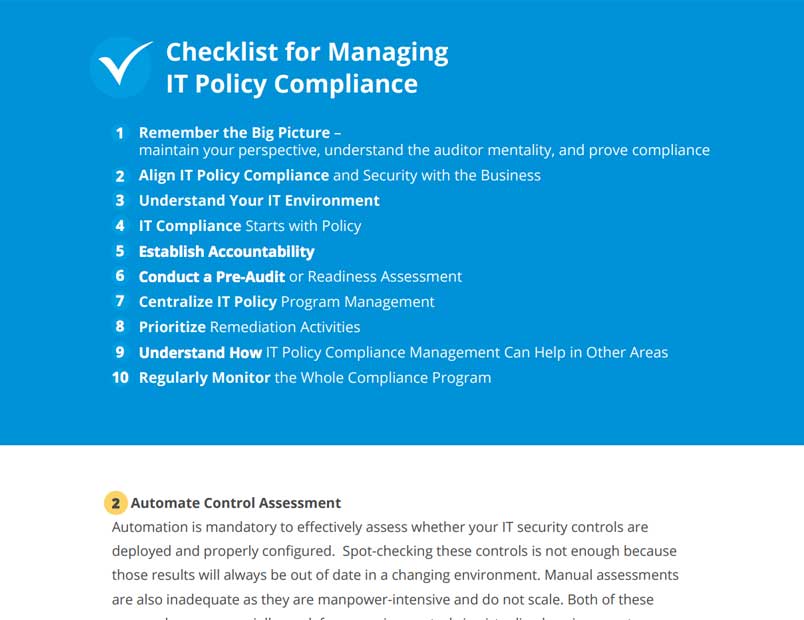 Checklist for Managing
IT Policy Compliance
1 Remember the Big Picture –
maintain your perspective, understand the auditor mentality, and prove compliance
2 Align IT Policy Compliance and Security with the Business
3 Understand Your IT Environment
4 IT Compliance Starts with Policy
5 Establish Accountability
6 Conduct a Pre-Audit or Readiness Assessment
7 Centralize IT Policy Program Management
8 Prioritize Remediation Activities
9 Understand How IT Policy Compliance Management Can Help in Other Areas
10 Regularly Monitor the Whole Compliance Program
2 Automate Control Assessment
Automation is mandatory to effectively assess whether your IT security controls are
deployed and properly configured.  Spot-checking these controls is not enough because
those results will always be out of date in a changing environment. Manual assessments
are also inadequate as they are manpower-intensive and do not scale. Both of these